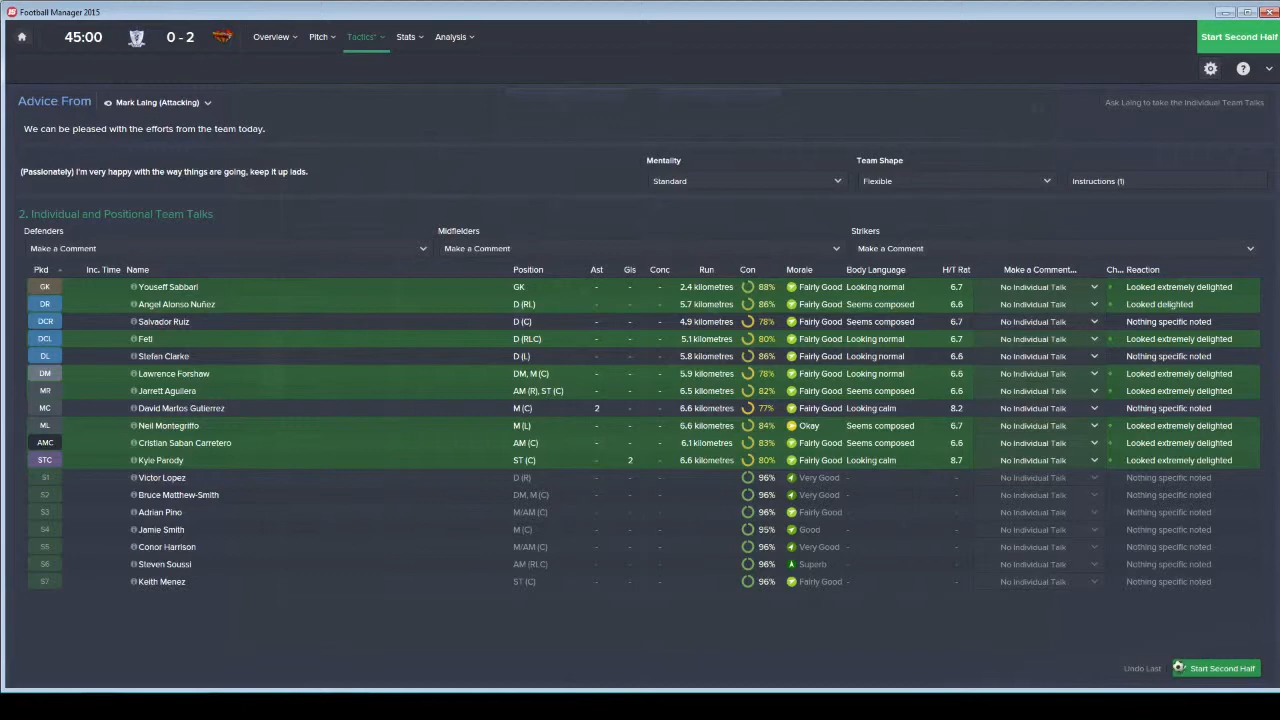 Football Manager 2015
45:00 0 - 2 Overview Pitch Tactics* Stats Analysis Start Second Half
Advice From Mark Laing (Attacking) Ask Laing to take the Individual Team Talks
We can be pleased with the efforts from the team today.
Mentality Team Shape
(Passionately) I'm very happy with the way things are going, keep it up lads.
Standard Flexible Instructions (1)
2. Individual and Positional Team Talks
Defenders Midfielders Strikers
Make a Comment Make a Comment Make a Comment
Pkd Inc. Time Name Position Ast Gls Conc Run Con Morale Body Language H/T Rat Make a Comment... Ch... Reaction
GK Youseff Sabbari GK - - - 2.4 kilometres 88% Fairly Good Looking normal 6.7 No Individual Talk Looked extremely delighted
DR Angel Alonso Nuñez D (RL) - - - 5.7 kilometres 86% Fairly Good Seems composed 6.6 No Individual Talk Looked delighted
DCR Salvador Ruiz D (C) - - - 4.9 kilometres 78% Fairly Good Seems composed 6.7 No Individual Talk Nothing specific noted
DCL Feti D (RLC) - - - 5.1 kilometres 80% Fairly Good Looking normal 6.7 No Individual Talk Looked extremely delighted
DL Stefan Clarke D (L) - - - 5.8 kilometres 86% Fairly Good Looking normal 6.6 No Individual Talk Nothing specific noted
DM Lawrence Forshaw DM, M (C) - - - 5.9 kilometres 78% Fairly Good Looking normal 6.6 No Individual Talk Looked extremely delighted
MR Jarrett Aguilera AM (R), ST (C) - - - 6.5 kilometres 82% Fairly Good Seems composed 6.6 No Individual Talk Looked extremely delighted
MC David Martos Gutierrez M (C) 2 - - 6.6 kilometres 77% Fairly Good Looking calm 8.2 No Individual Talk Nothing specific noted
ML Neil Montegriffo M (L) - - - 6.6 kilometres 84% Okay Seems composed 6.7 No Individual Talk Looked extremely delighted
AMC Cristian Saban Carretero AM (C) - - - 6.1 kilometres 83% Fairly Good Seems composed 6.6 No Individual Talk Looked extremely delighted
STC Kyle Parody ST (C) - 2 - 6.6 kilometres 80% Fairly Good Looking calm 8.7 No Individual Talk Looked extremely delighted
S1 Victor Lopez D (R) 96% Very Good - - No Individual Talk Nothing specific noted
S2 Bruce Matthew-Smith DM, M (C) 96% Very Good - - No Individual Talk Nothing specific noted
S3 Adrian Pino M/AM (C) 96% Fairly Good - - No Individual Talk Nothing specific noted
S4 Jamie Smith M (C) 95% Good - - No Individual Talk Nothing specific noted
S5 Conor Harrison M/AM (C) 96% Very Good - - No Individual Talk Nothing specific noted
S6 Steven Soussi AM (RLC) 96% Superb - - No Individual Talk Nothing specific noted
S7 Keith Menez ST (C) 96% Fairly Good - - No Individual Talk Nothing specific noted
Undo Last Start Second Half